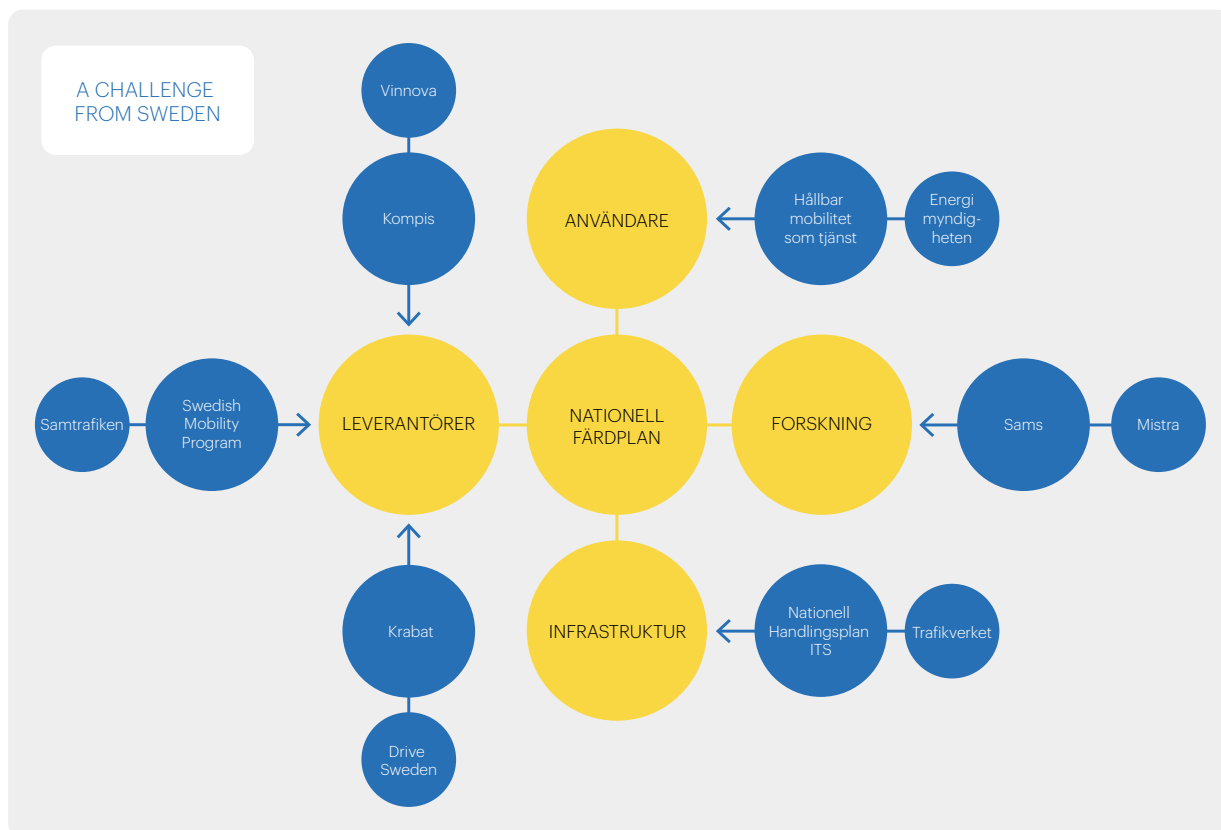 A CHALLENGE
FROM SWEDEN
Vinnova
Kompis
ANVÄNDARE
Hållbar
mobilitet
som tjänst
Energi
myndig-
heten
Samtrafiken
Swedish
Mobility
Program
LEVERANTÖRER
NATIONELL
FÄRDPLAN
FORSKNING
Sams
Mistra
Krabat
INFRASTRUKTUR
Nationell
Handlingsplan
ITS
Trafikverket
Drive
Sweden